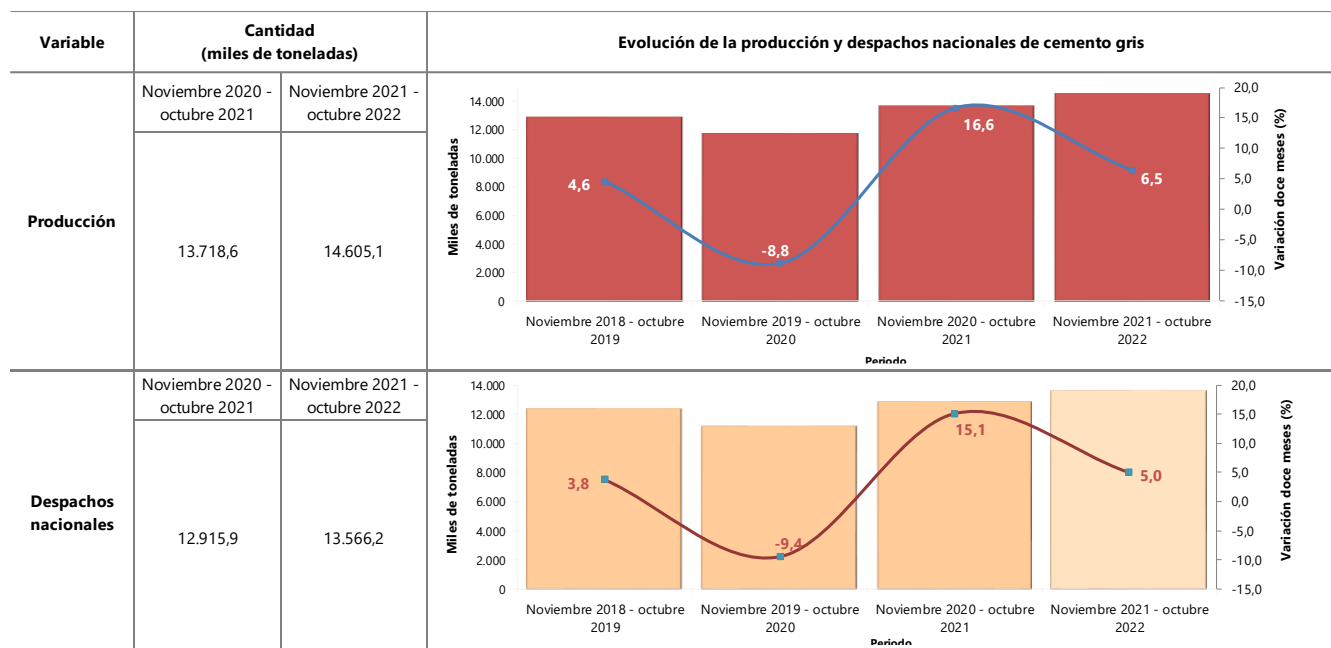 Variable
Cantidad
(miles de toneladas)
Evolución de la producción y despachos nacionales de cemento gris
Producción
Noviembre 2020 -
octubre 2021
Noviembre 2021 -
octubre 2022
13.718,6
14.605,1
Miles de toneladas
14.000
12.000
10.000
8.000
6.000
4.000
2.000
0
4,6
-8,8
16,6
6,5
20,0
15,0
10,0
5,0
0,0
-5,0
-10,0
-15,0
Variación doce meses (%)
Noviembre 2018 - octubre
2019
Noviembre 2019 - octubre
2020
Noviembre 2020 - octubre
2021
Noviembre 2021 - octubre
2022
Periodo
Despachos
nacionales
Noviembre 2020 -
octubre 2021
Noviembre 2021 -
octubre 2022
12.915,9
13.566,2
Miles de toneladas
14.000
12.000
10.000
8.000
6.000
4.000
2.000
0
3,8
-9,4
15,1
5,0
20,0
15,0
10,0
5,0
0,0
-5,0
-10,0
-15,0
Variación doce meses (%)
Noviembre 2018 - octubre
2019
Noviembre 2019 - octubre
2020
Noviembre 2020 - octubre
2021
Noviembre 2021 - octubre
2022
Periodo